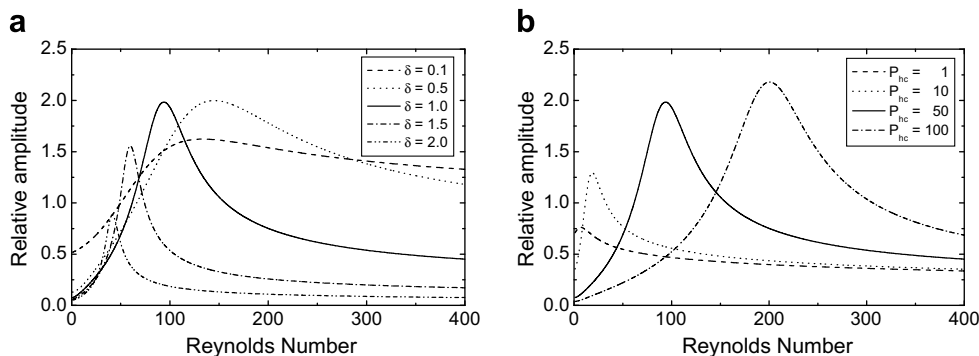 a
2.5
2.0
1.5
1.0
0.5
0.0
0
100
200
300
400
Relative amplitude
Reynolds Number
δ = 0.1
δ = 0.5
δ = 1.0
δ = 1.5
δ = 2.0
b
2.5
2.0
1.5
1.0
0.5
0.0
0
100
200
300
400
Relative amplitude
Reynolds Number
P_hc = 1
P_hc = 10
P_hc = 50
P_hc = 100